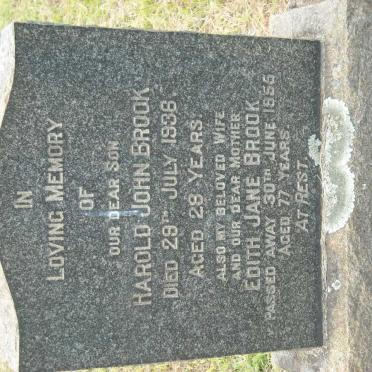 IN
LOVING MEMORY
OF
OUR DEAR SON
HAROLD JOHN BROOK
DIED 29TH JULY 1938
AGED 29 YEARS
ALSO MY BELOVED WIFE
AND OUR DEAR MOTHER
EDITH JANE BROOK
PASSED AWAY 30TH JUNE 1956
AGED 77 YEARS.
AT REST.